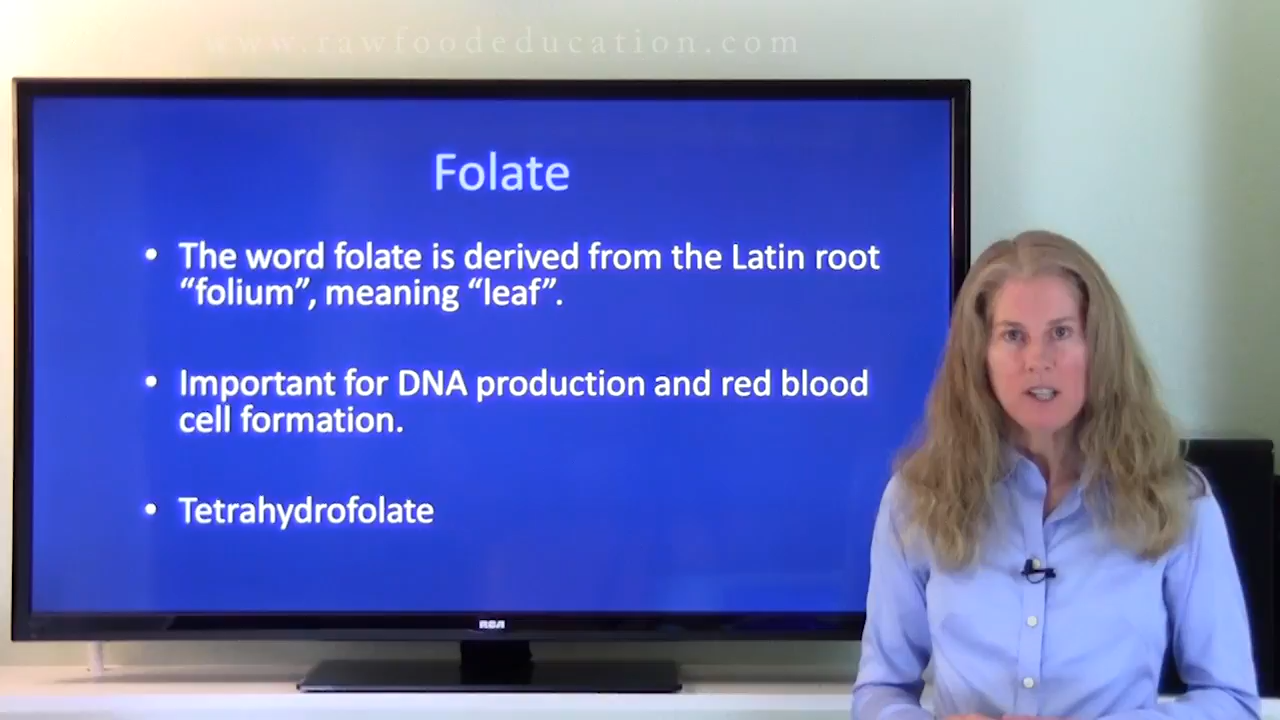 www.rawfoodeducation.com
Folate
• The word folate is derived from the Latin root
“folium”, meaning “leaf”.
• Important for DNA production and red blood
cell formation.
• Tetrahydrofolate
RCA